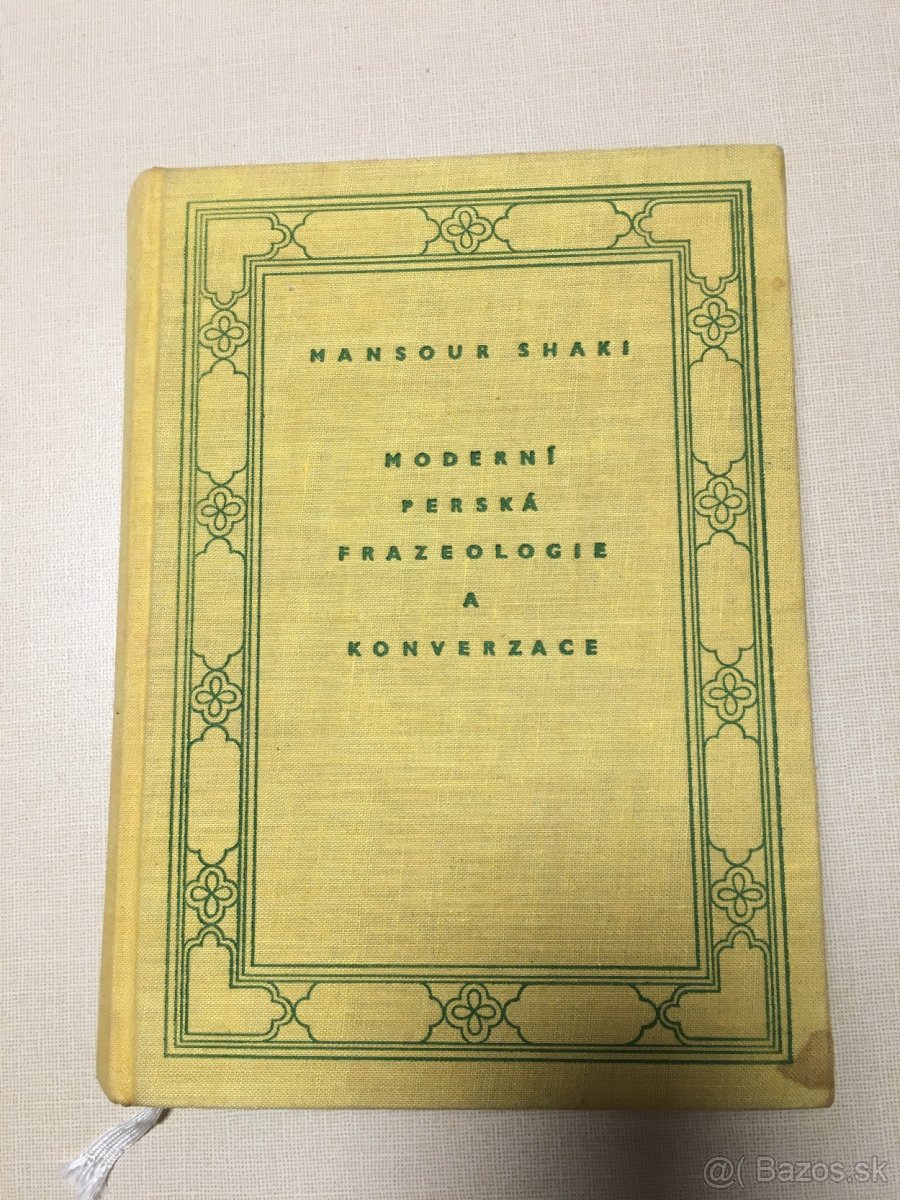 MANSOUR SHAKI
MODERNÍ
PERSKÁ
FRAZEOLOGIE
A
KONVERZACE
@( Bazos.sk